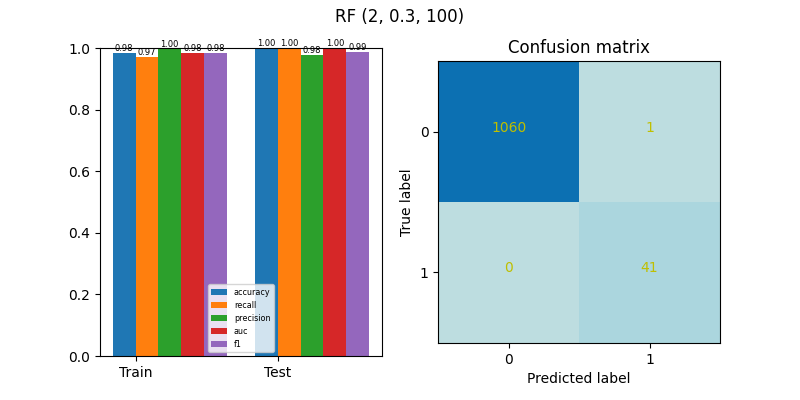 RF (2, 0.3, 100)
0.98 0.97 1.00 0.98 0.98 1.00 1.00 0.98 1.00 0.99
1.0
0.8
0.6
0.4
0.2
0.0
accuracy
recall
precision
auc
f1
Train Test
Confusion matrix
True label
0
1060 1
1
0 41
0 1
Predicted label